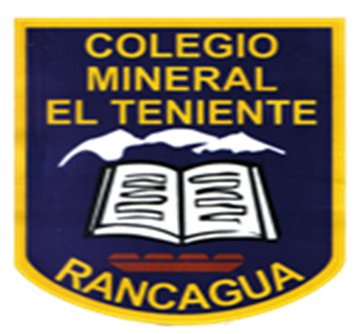 COLEGIO
MINERAL
EL TENIENTE
RANCAGUA